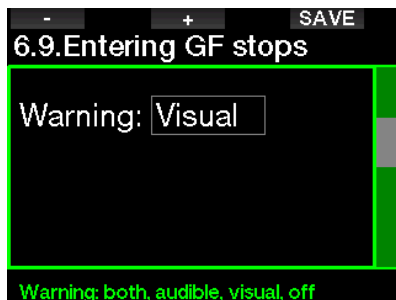 - + SAVE
6.9.Entering GF stops
Warning: Visual
Warning: both, audible, visual, off